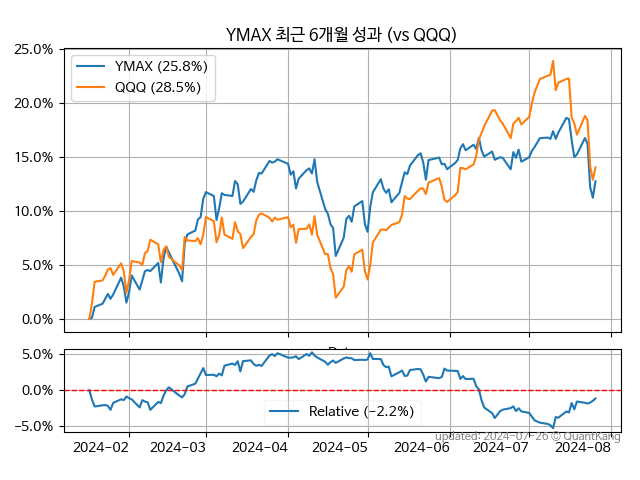 YMAX 최근 6개월 성과 (vs QQQ)
25.0%
20.0%
15.0%
10.0%
5.0%
0.0%
YMAX (25.8%)
QQQ (28.5%)
5.0%
0.0%
−5.0%
Relative (−2.2%)
updated: 2024-07-26 © QuantKang
2024−02 2024−03 2024−04 2024−05 2024−06 2024−07 2024−08